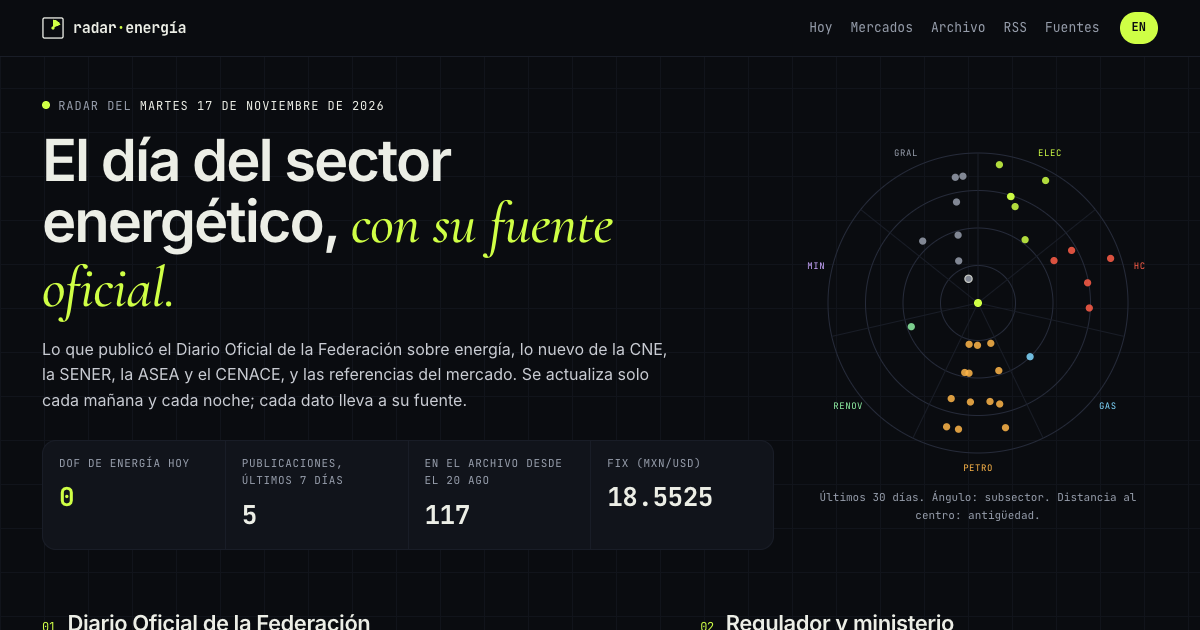 radar·energía
Hoy Mercados Archivo RSS Fuentes EN
RADAR DEL MARTES 17 DE NOVIEMBRE DE 2026
El día del sector
energético, con su fuente
oficial.
Lo que publicó el Diario Oficial de la Federación sobre energía, lo nuevo de la CNE,
la SENER, la ASEA y el CENACE, y las referencias del mercado. Se actualiza solo
cada mañana y cada noche; cada dato lleva a su fuente.
DOF DE ENERGÍA HOY
0
PUBLICACIONES,
ÚLTIMOS 7 DÍAS
5
EN EL ARCHIVO DESDE
EL 20 AGO
117
FIX (MXN/USD)
18.5525
GRAL
ELEC
MIN
HC
RENOV
GAS
PETRO
Últimos 30 días. Ángulo: subsector. Distancia al
centro: antigüedad.
01 Diario Oficial de la Federación
02 Regulador y ministerio